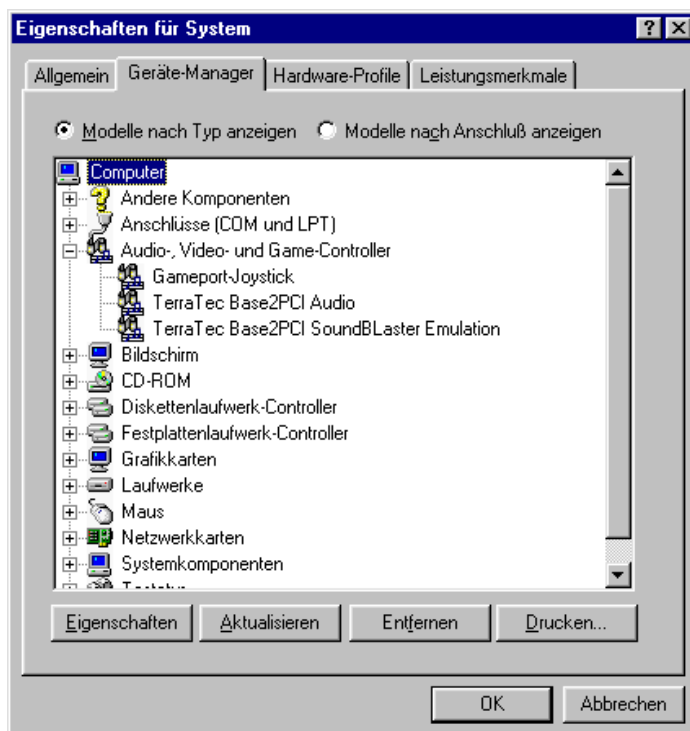 Eigenschaften für System
Allgemein Geräte-Manager Hardware-Profile Leistungsmerkmale
Modelle nach Typ anzeigen Modelle nach Anschluß anzeigen
Computer
Andere Komponenten
Anschlüsse (COM und LPT)
Audio-, Video- und Game-Controller
Gameport-Joystick
TerraTec Base2PCI Audio
TerraTec Base2PCI SoundBLaster Emulation
Bildschirm
CD-ROM
Diskettenlaufwerk-Controller
Festplattenlaufwerk-Controller
Grafikkarten
Laufwerke
Maus
Netzwerkkarten
Systemkomponenten
Eigenschaften Aktualisieren Entfernen Drucken...
OK Abbrechen